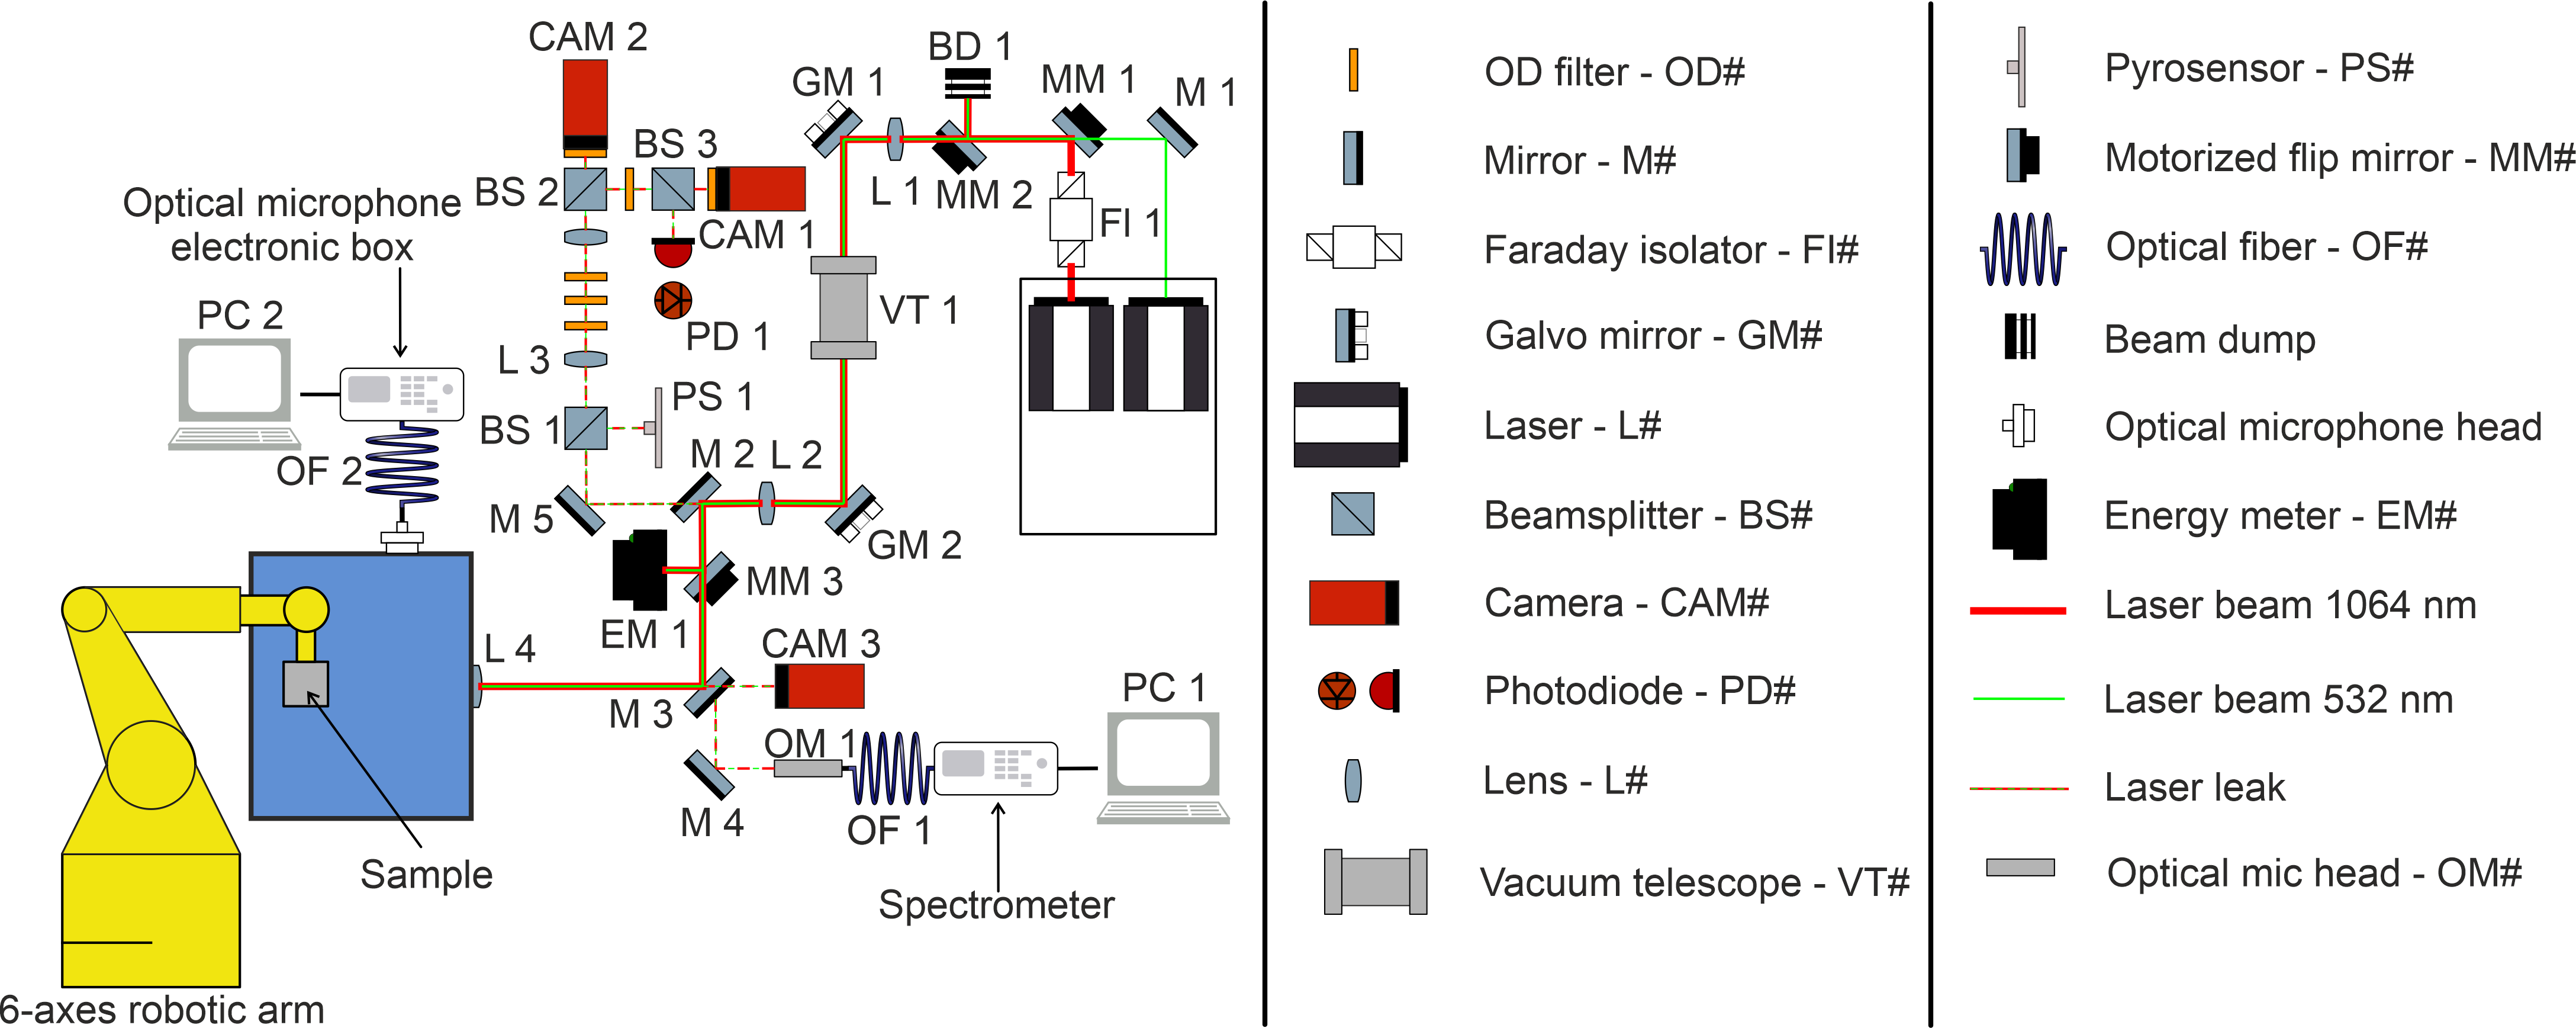 CAM 2
BD 1
GM 1
MM 1
M 1
BS 3
BS 2
L 1
MM 2
FI 1
CAM 1
Optical microphone
electronic box
VT 1
PC 2
PD 1
L 3
PS 1
BS 1
M 2
L 2
OF 2
M 5
GM 2
MM 3
EM 1
L 4
CAM 3
M 3
PC 1
OM 1
M 4
OF 1
Sample
Spectrometer
6-axes robotic arm
OD filter - OD#
Mirror - M#
Faraday isolator - FI#
Galvo mirror - GM#
Laser - L#
Beamsplitter - BS#
Camera - CAM#
Photodiode - PD#
Lens - L#
Vacuum telescope - VT#
Pyrosensor - PS#
Motorized flip mirror - MM#
Optical fiber - OF#
Beam dump
Optical microphone head
Energy meter - EM#
Laser beam 1064 nm
Laser beam 532 nm
Laser leak
Optical mic head - OM#